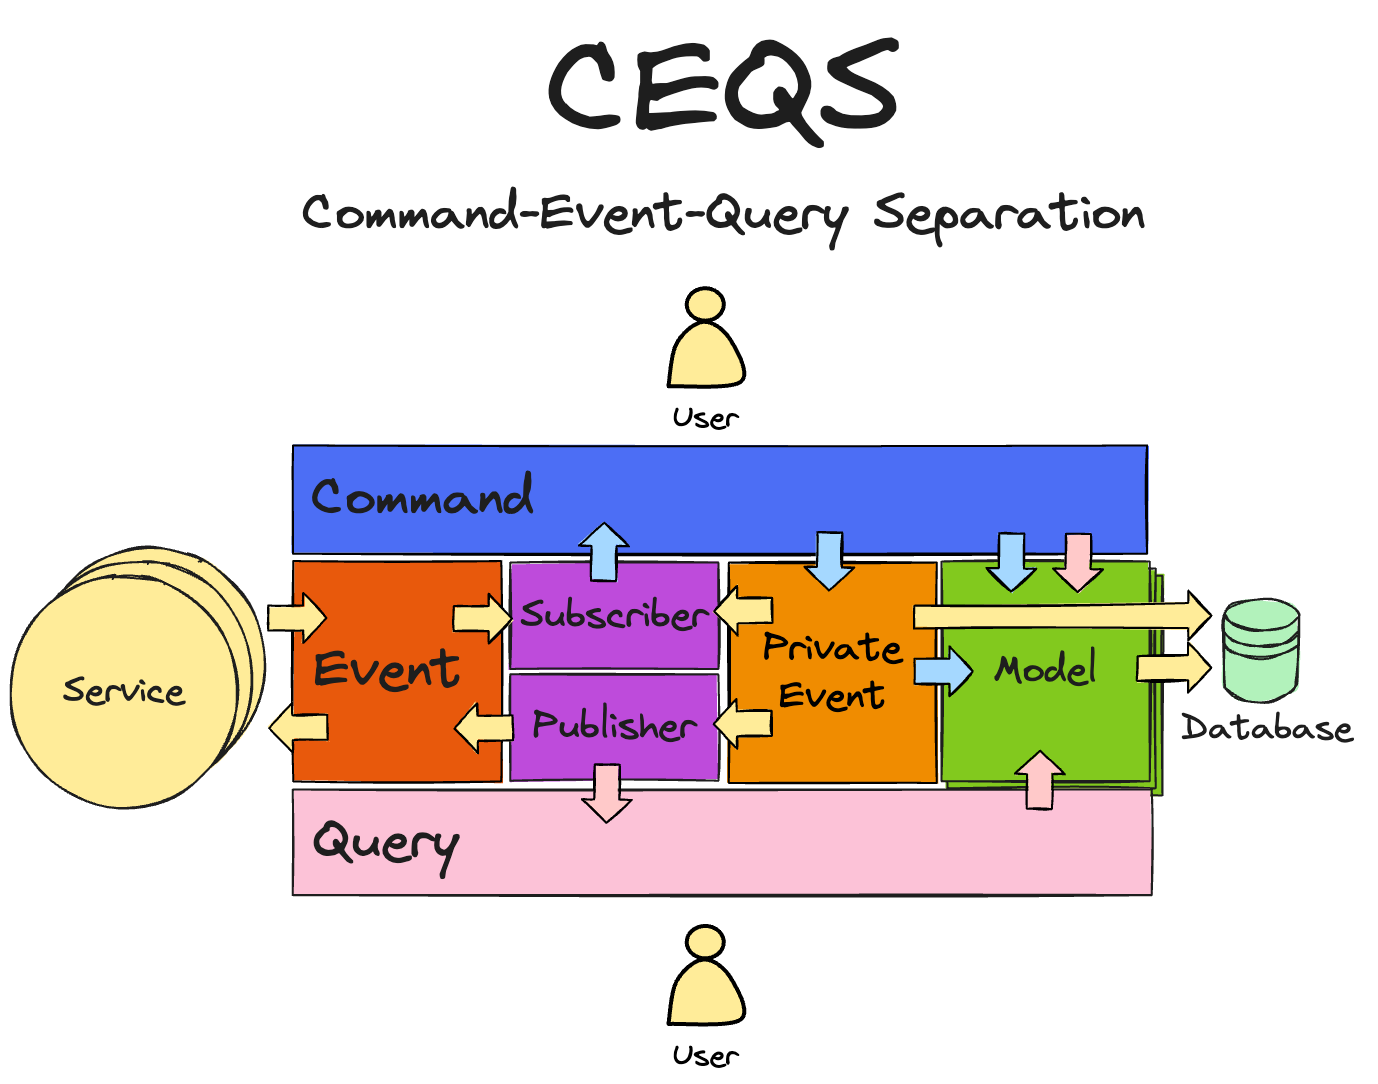 CEQS
Command-Event-Query Separation
User
Command
Service
Event
Subscriber
Publisher
Private
Event
Model
Database
Query
User